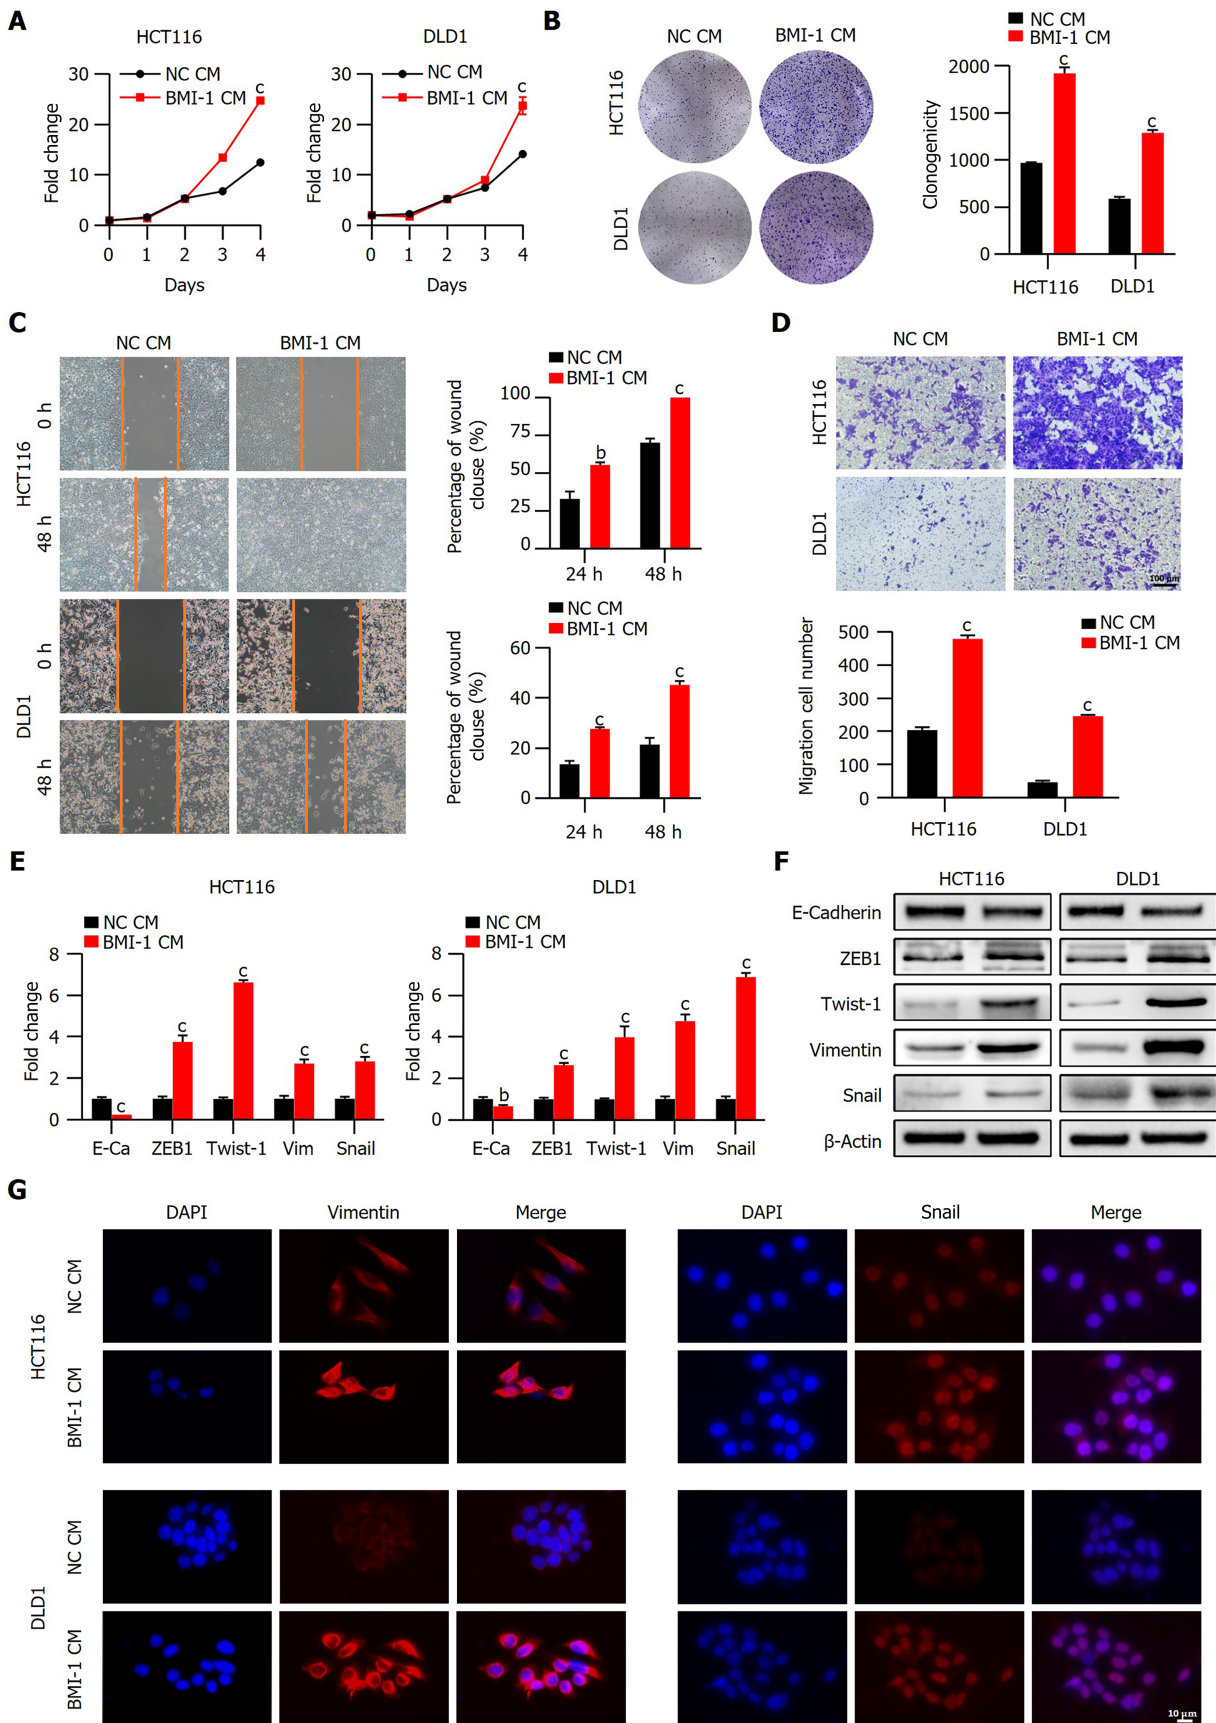 A
HCT116
NC CM
BMI-1 CM
Fold change
30
20
10
0
c
0 1 2 3 4
Days
DLD1
NC CM
BMI-1 CM
Fold change
30
20
10
0
c
0 1 2 3 4
Days
B
NC CM BMI-1 CM
HCT116
DLD1
NC CM
BMI-1 CM
Clonogenicity
2000
1500
1000
500
0
c
c
HCT116 DLD1
C
NC CM BMI-1 CM
HCT116
0 h
48 h
DLD1
0 h
48 h
NC CM
BMI-1 CM
Percentage of wound
clouse (%)
100
75
50
25
0
b
c
24 h 48 h
NC CM
BMI-1 CM
Percentage of wound
clouse (%)
60
40
20
0
c
c
24 h 48 h
D
NC CM BMI-1 CM
HCT116
DLD1
100 μm
NC CM
BMI-1 CM
Migration cell number
500
400
300
200
100
0
c
c
HCT116 DLD1
E
HCT116
NC CM
BMI-1 CM
Fold change
8
6
4
2
0
c
c
c
c
c
E-Ca ZEB1 Twist-1 Vim Snail
DLD1
NC CM
BMI-1 CM
Fold change
8
6
4
2
0
b
c
c
c
c
E-Ca ZEB1 Twist-1 Vim Snail
F
HCT116 DLD1
E-Cadherin
ZEB1
Twist-1
Vimentin
Snail
β-Actin
G
DAPI Vimentin Merge DAPI Snail Merge
HCT116
NC CM
BMI-1 CM
DLD1
NC CM
BMI-1 CM
10 μm